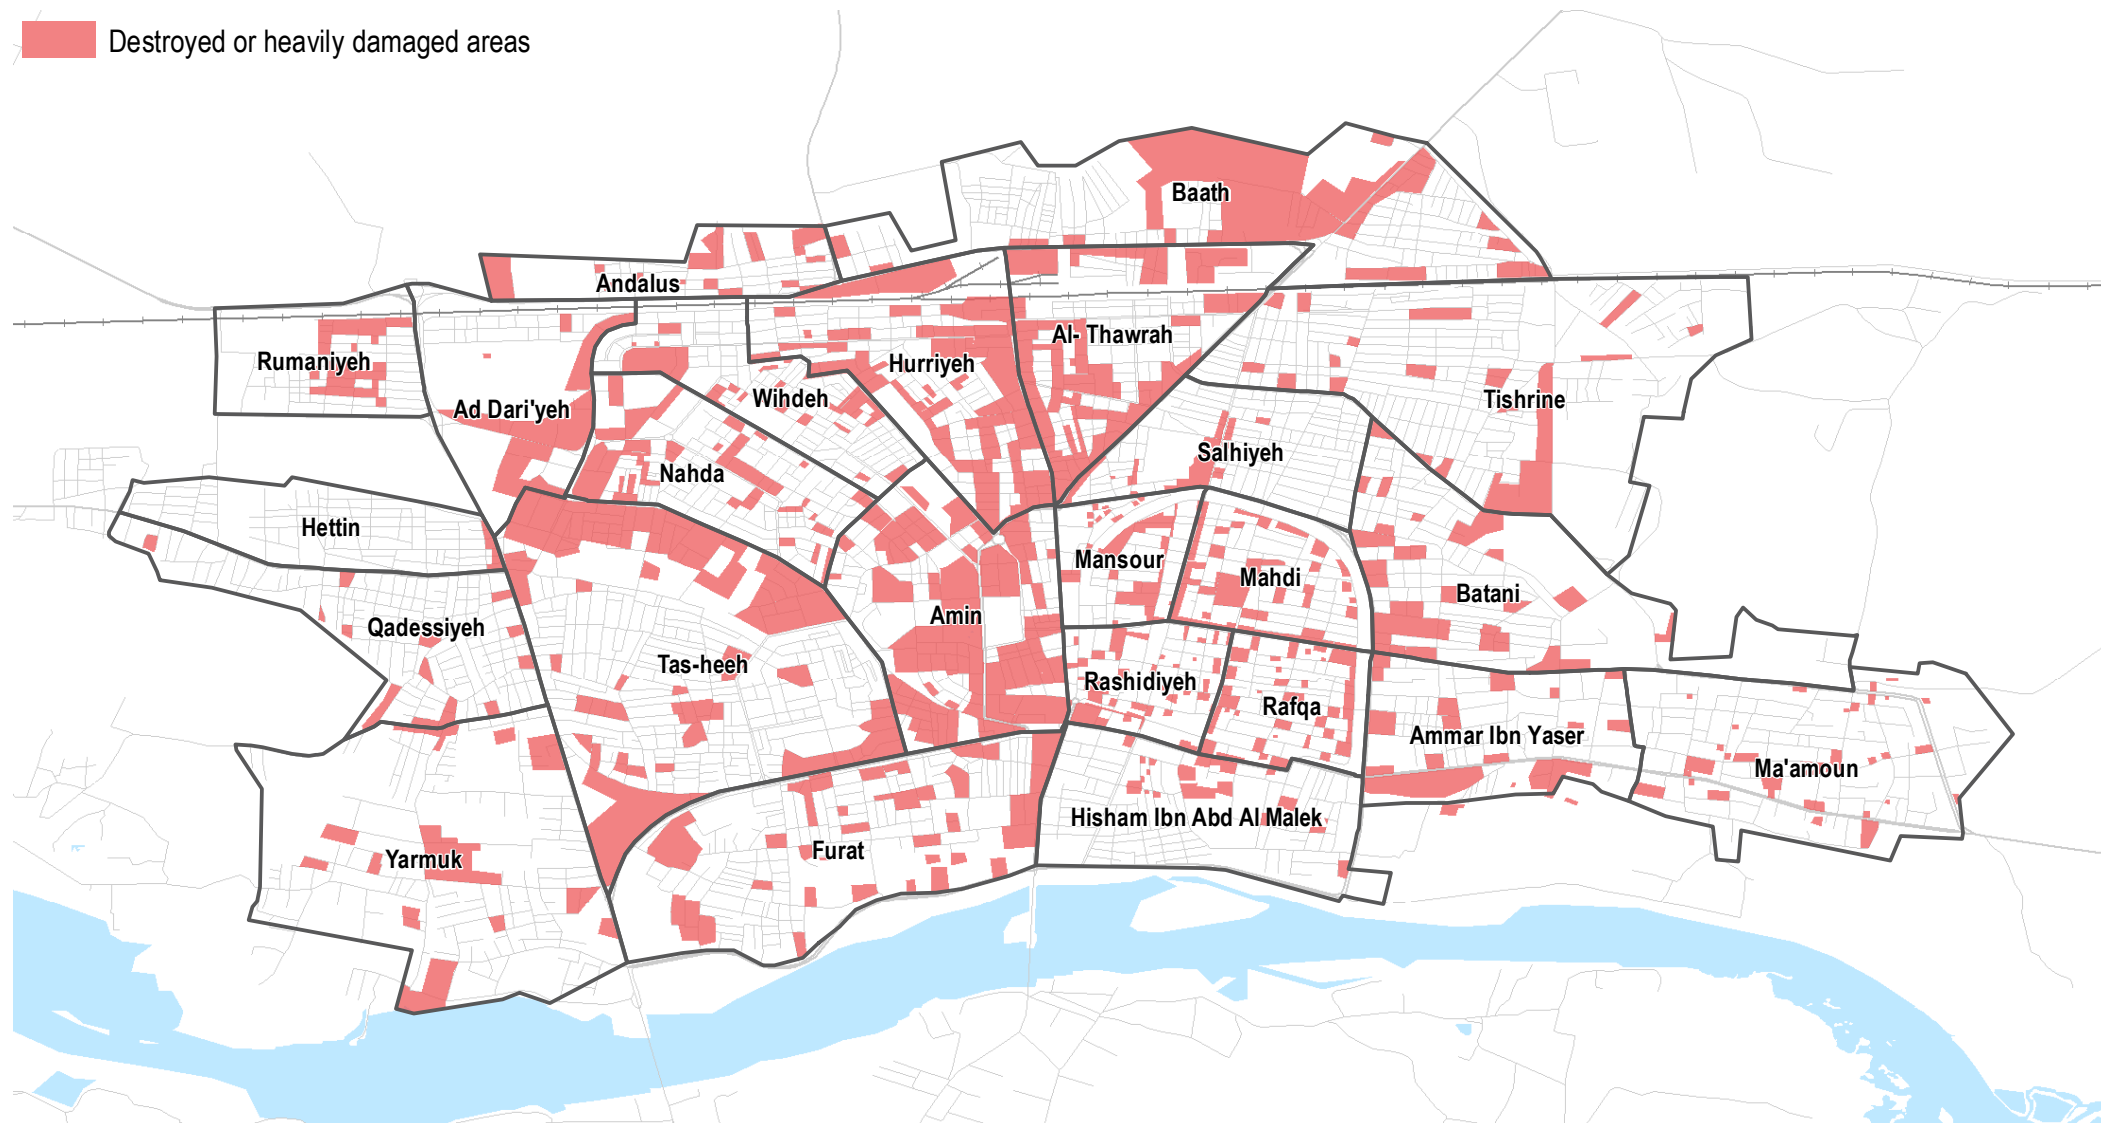 Destroyed or heavily damaged areas
Baath
Andalus
Al- Thawrah
Rumaniyeh
Hurriyeh
Wihdeh
Tishrine
Ad Dari'yeh
Salhiyeh
Nahda
Hettin
Mansour
Mahdi
Batani
Amin
Qadessiyeh
Tas-heeh
Rashidiyeh
Rafqa
Ammar Ibn Yaser
Ma'amoun
Hisham Ibn Abd Al Malek
Furat
Yarmuk